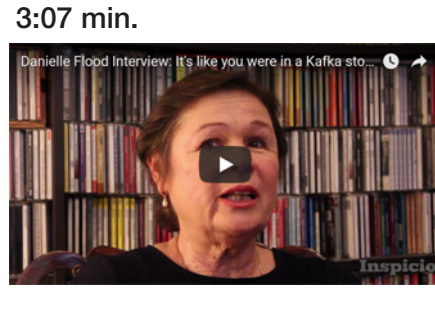 3:07 min.
Danielle Flood Interview: It's like you were in a Kafka sto...
Inspicio